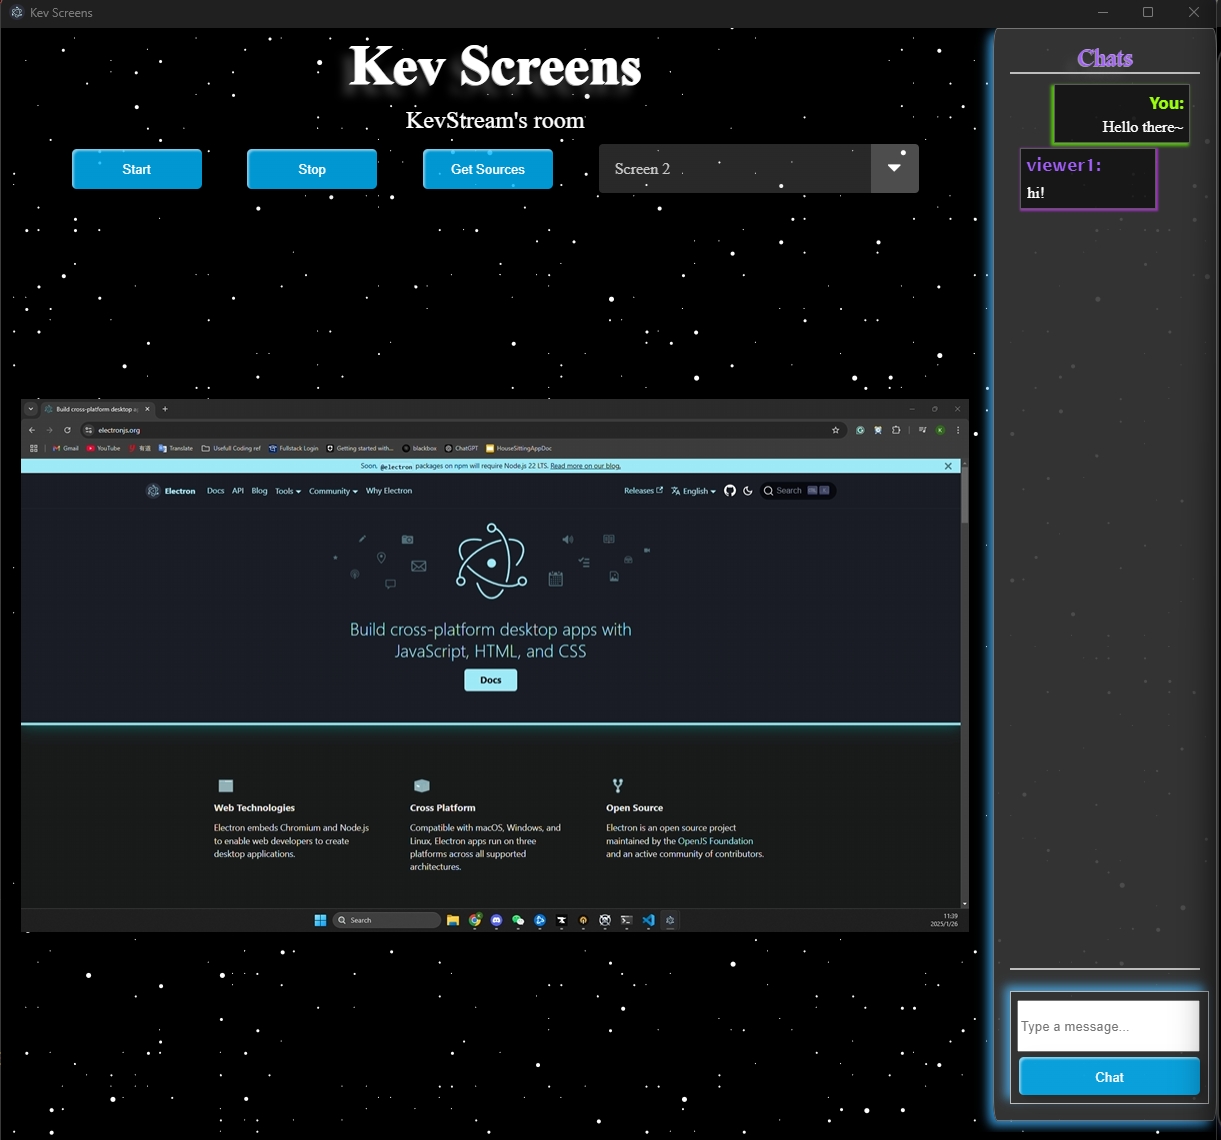 Kev Screens
Kev Screens
KevStream's room
Start
Stop
Get Sources
Screen 2
Build cross-platform desktop a
electronjs.org
Gmail
YouTube
有道
Translate
Usefull Coding ref
Fullstack Login
Getting started with...
blackbox
ChatGPT
HouseSittingAppDoc
Soon, @electron packages on npm will require Node.js 22 LTS. Read more on our blog.
Electron
Docs
API
Blog
Tools
Community
Why Electron
Releases
English
Search
Build cross-platform desktop apps with
JavaScript, HTML, and CSS
Docs
Web Technologies
Electron embeds Chromium and Node.js
to enable web developers to create
desktop applications.
Cross Platform
Compatible with macOS, Windows, and
Linux, Electron apps run on three
platforms across all supported
architectures.
Open Source
Electron is an open source project
maintained by the OpenJS Foundation
and an active community of contributors.
Search
11:39
2025/1/26
Chats
You:
Hello there~
viewer1:
hi!
Type a message...
Chat